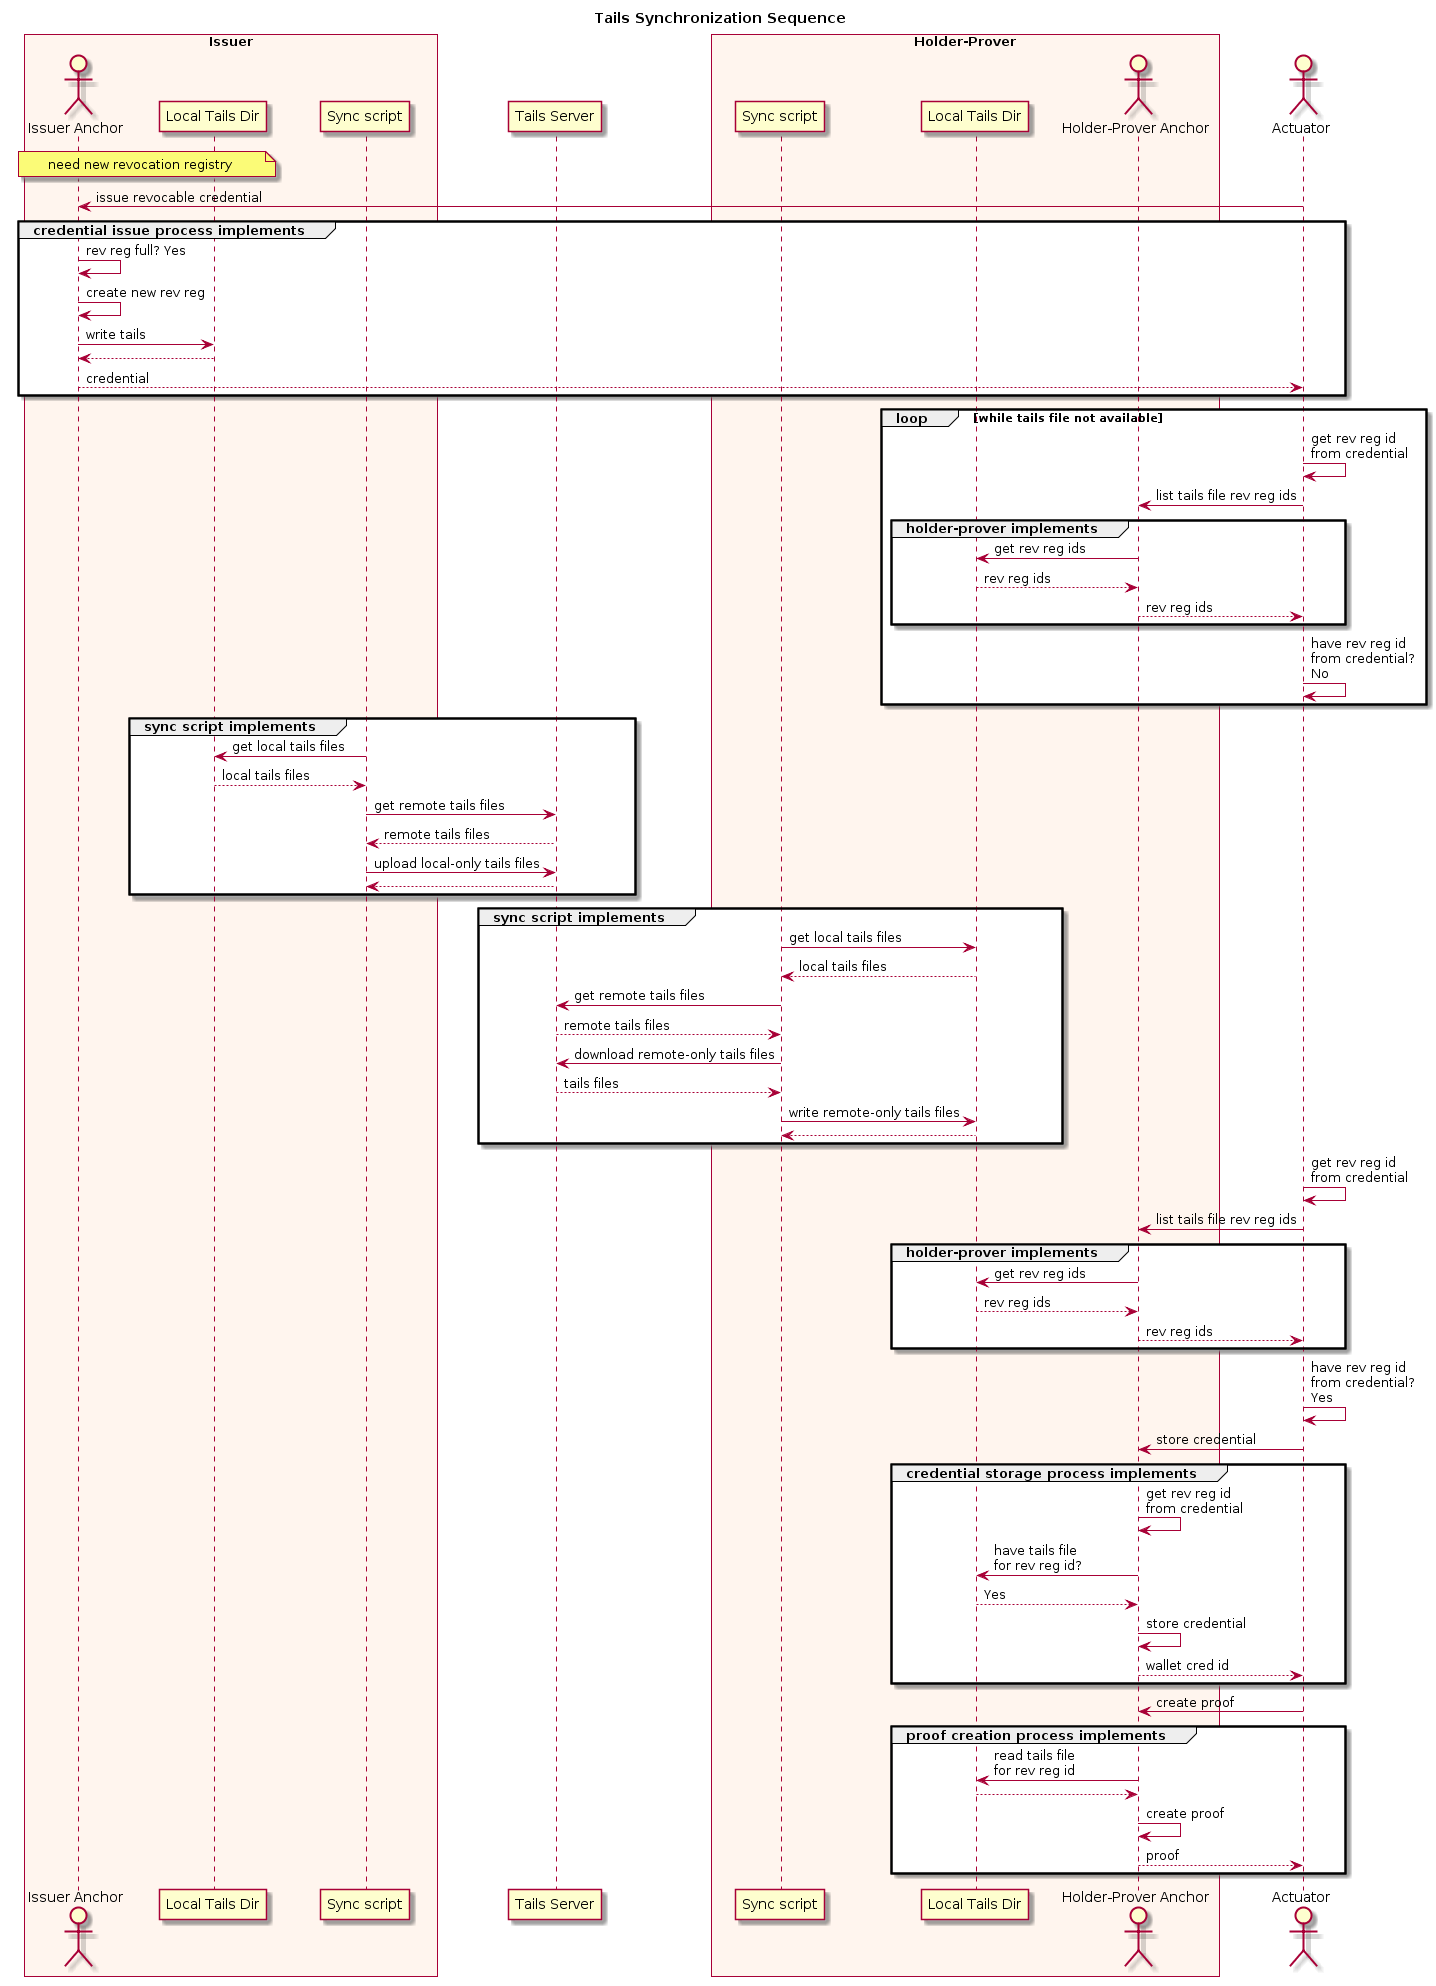 Tails Synchronization Sequence
Issuer
Holder-Prover
Issuer Anchor
Local Tails Dir
Sync script
Tails Server
Sync script
Local Tails Dir
Holder-Prover Anchor
Actuator
need new revocation registry
issue revocable credential
credential issue process implements
rev reg full? Yes
create new rev reg
write tails
credential
loop
[while tails file not available]
get rev reg id
from credential
list tails file rev reg ids
holder-prover implements
get rev reg ids
rev reg ids
rev reg ids
have rev reg id
from credential?
No
sync script implements
get local tails files
local tails files
get remote tails files
remote tails files
upload local-only tails files
sync script implements
get local tails files
local tails files
get remote tails files
remote tails files
download remote-only tails files
tails files
write remote-only tails files
get rev reg id
from credential
list tails file rev reg ids
holder-prover implements
get rev reg ids
rev reg ids
rev reg ids
have rev reg id
from credential?
Yes
store credential
credential storage process implements
get rev reg id
from credential
have tails file
for rev reg id?
Yes
store credential
wallet cred id
create proof
proof creation process implements
read tails file
for rev reg id
create proof
proof
Issuer Anchor
Local Tails Dir
Sync script
Tails Server
Sync script
Local Tails Dir
Holder-Prover Anchor
Actuator